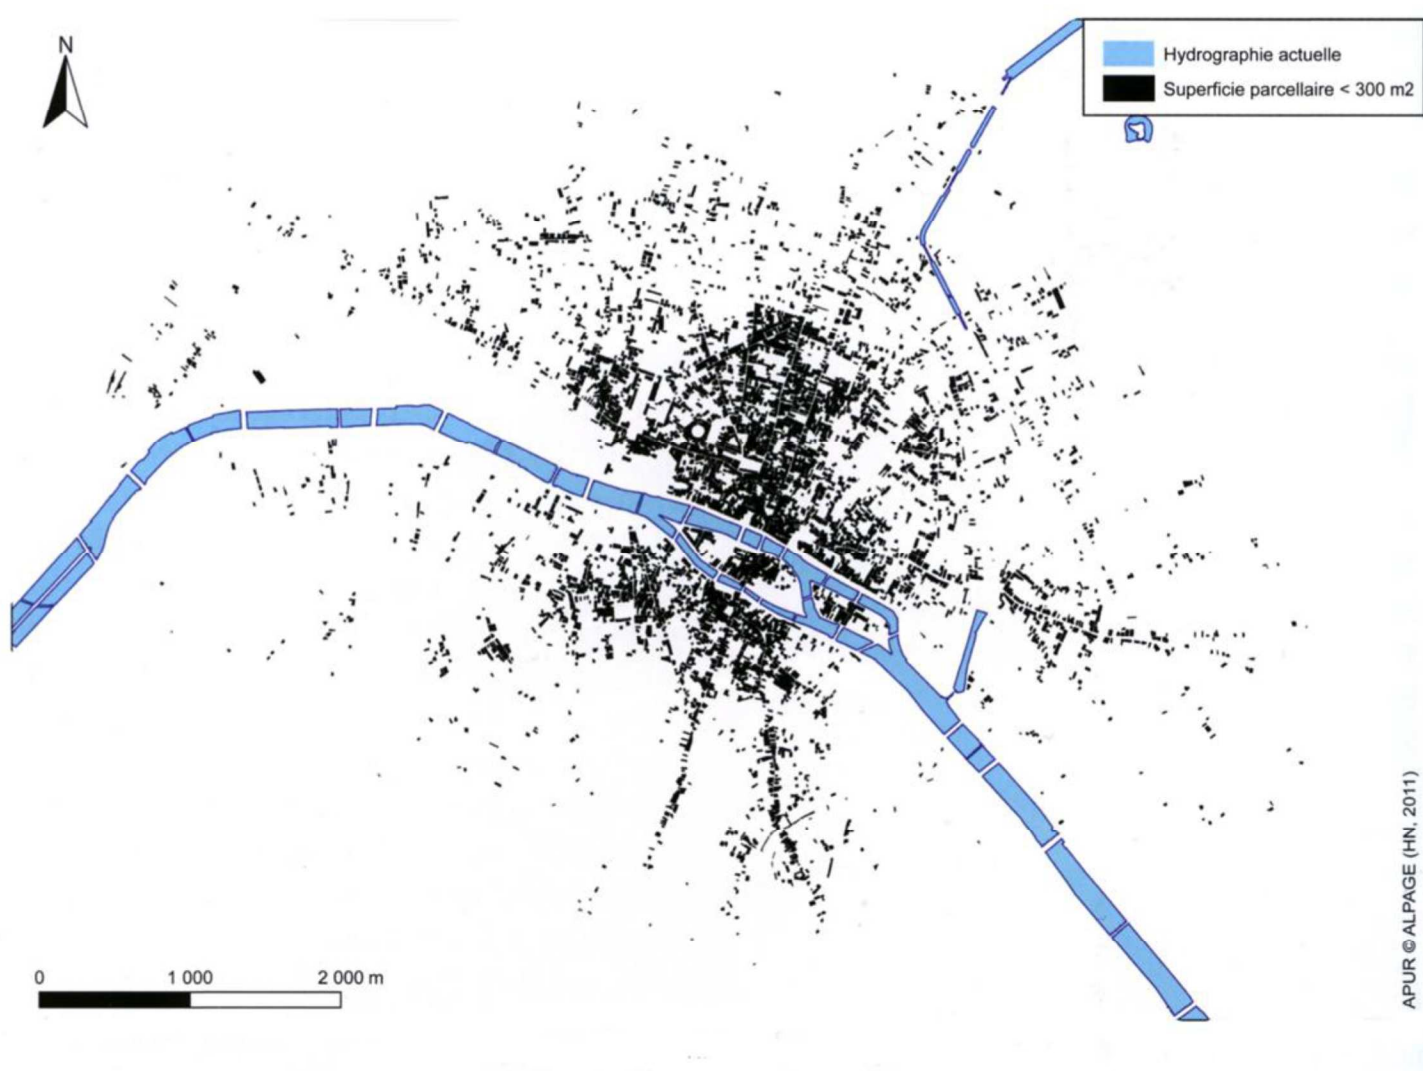 N
Hydrographie actuelle
Superficie parcellaire < 300 m2
0 1 000 2 000 m
APUR © ALPAGE (HN, 2011)